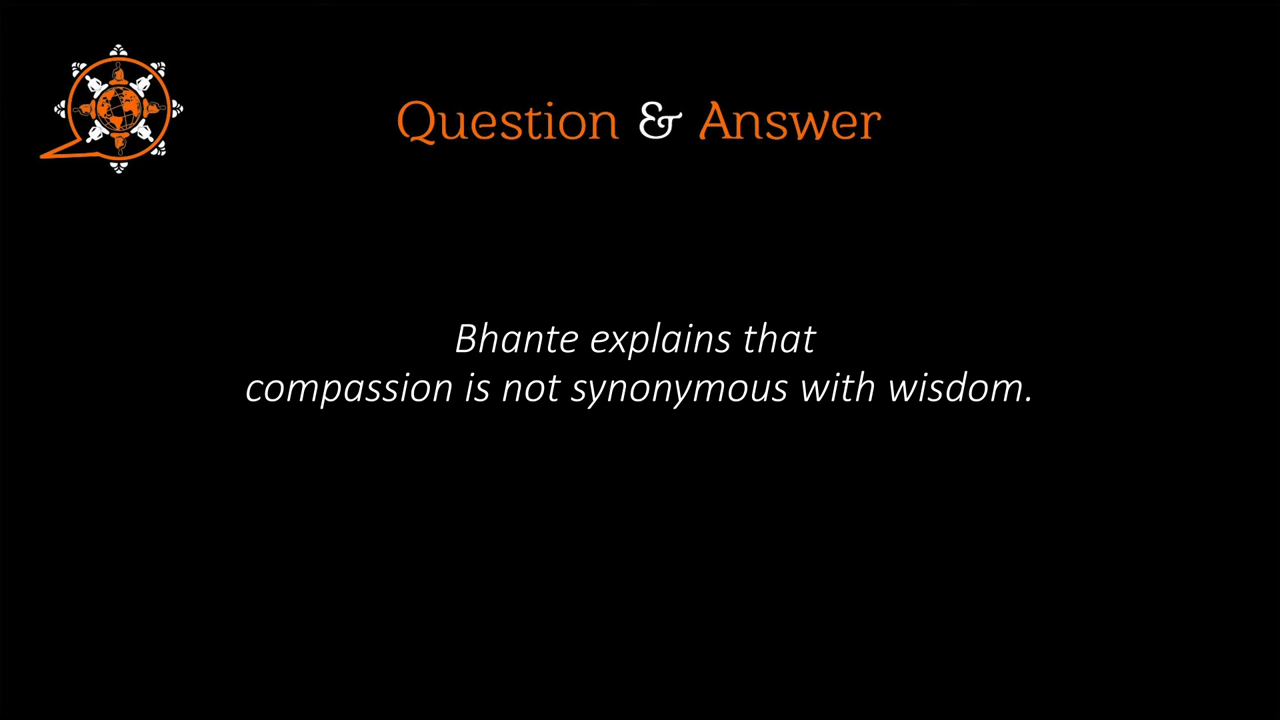 Question & Answer
Bhante explains that
compassion is not synonymous with wisdom.